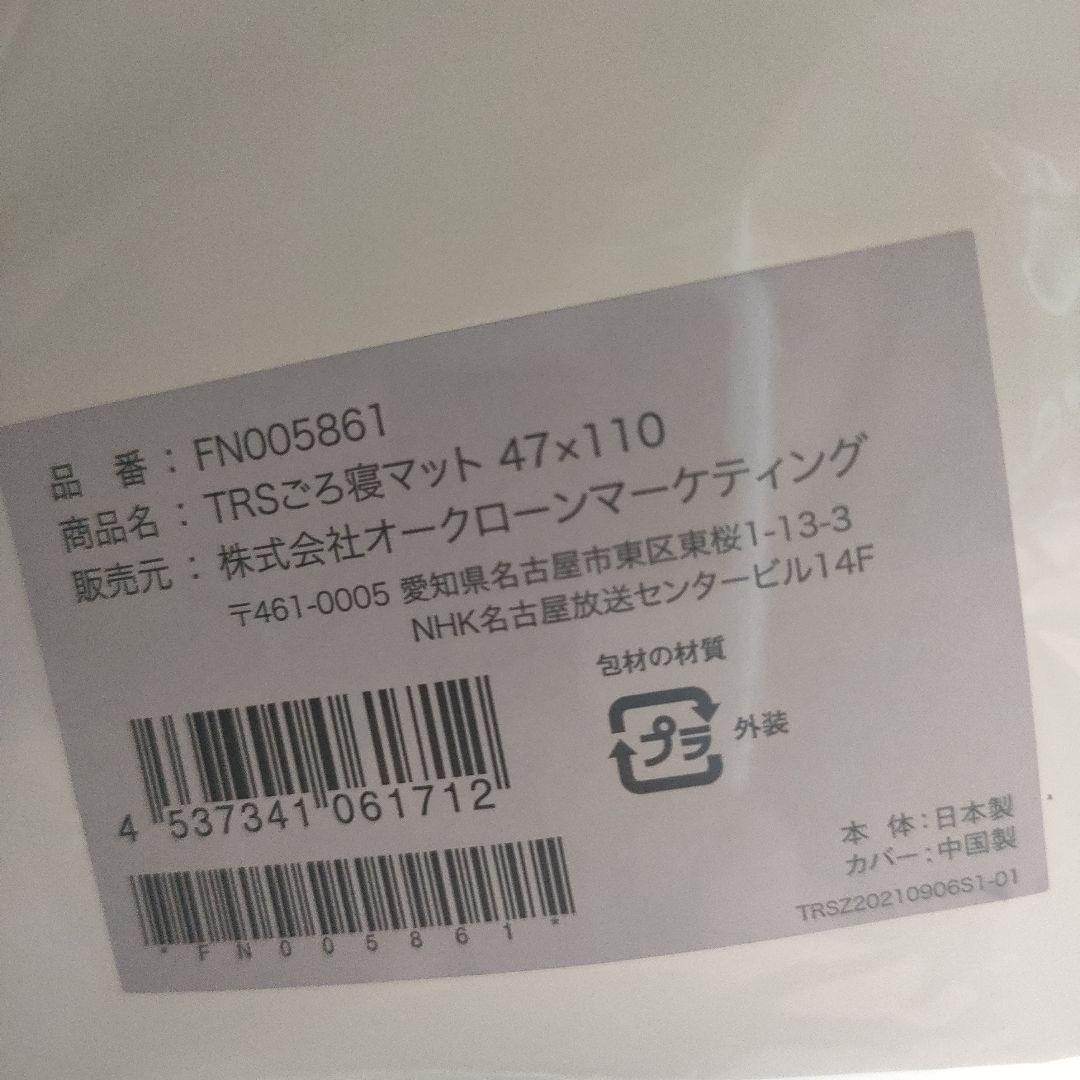 品 番：FN005861
商品名：TRSごろ寝マット 47×110
販売元：株式会社オークローンマーケティング
〒461-0005 愛知県名古屋市東区東桜1-13-3
NHK名古屋放送センタービル14F
包材の材質
プラ 外装
4 537341 061712
*FN005861*
本 体：日本製
カバー：中国製
TRSZ20210906S1-01